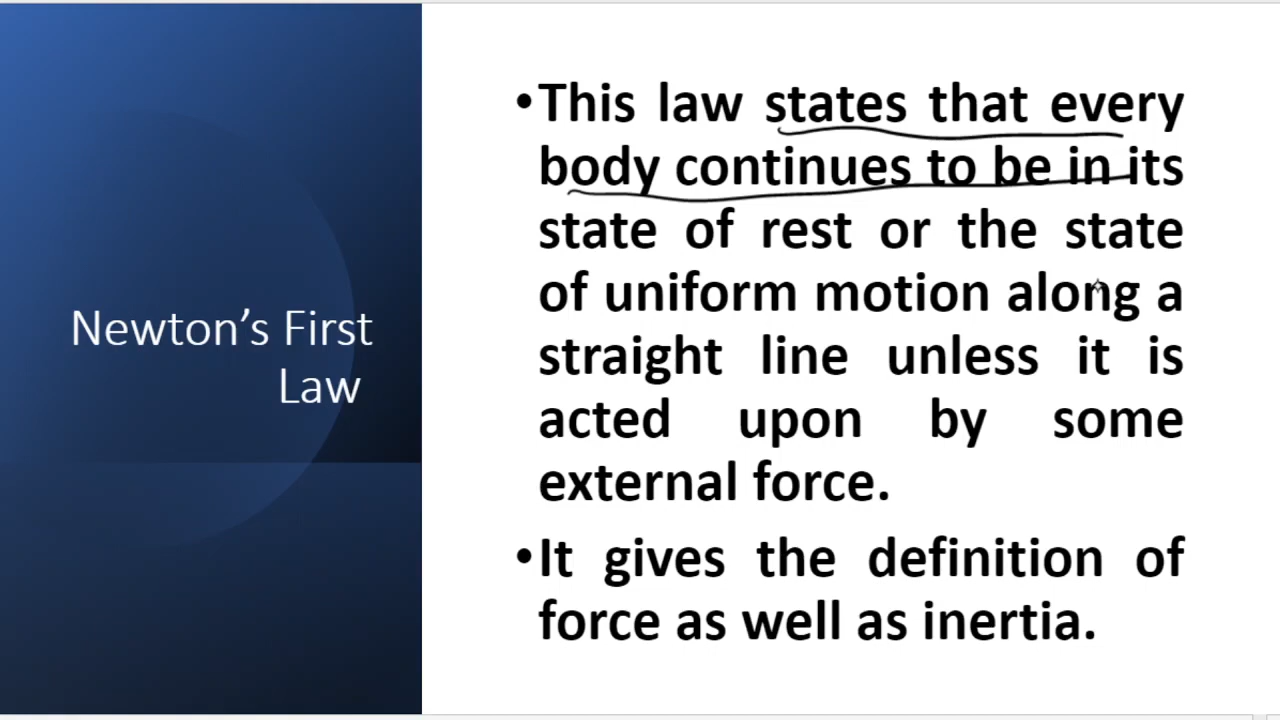 Newton’s First
Law
•This law states that every
body continues to be in its
state of rest or the state
of uniform motion along a
straight line unless it is
acted upon by some
external force.
•It gives the definition of
force as well as inertia.